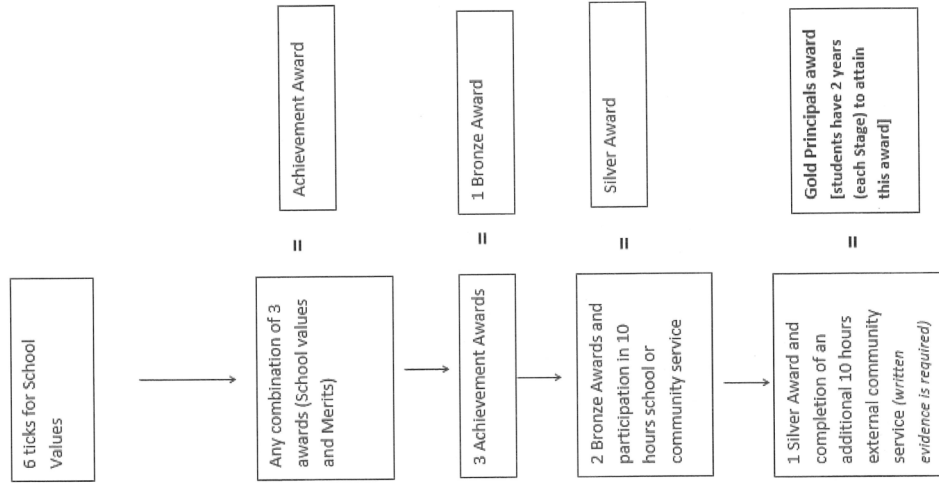 6 ticks for School
Values
Any combination of 3
awards (School values
and Merits)
=
Achievement Award
3 Achievement Awards
=
1 Bronze Award
2 Bronze Awards and
participation in 10
hours school or
community service
=
Silver Award
1 Silver Award and
completion of an
additional 10 hours
external community
service (written
evidence is required)
=
Gold Principals award
[students have 2 years
(each Stage) to attain
this award]